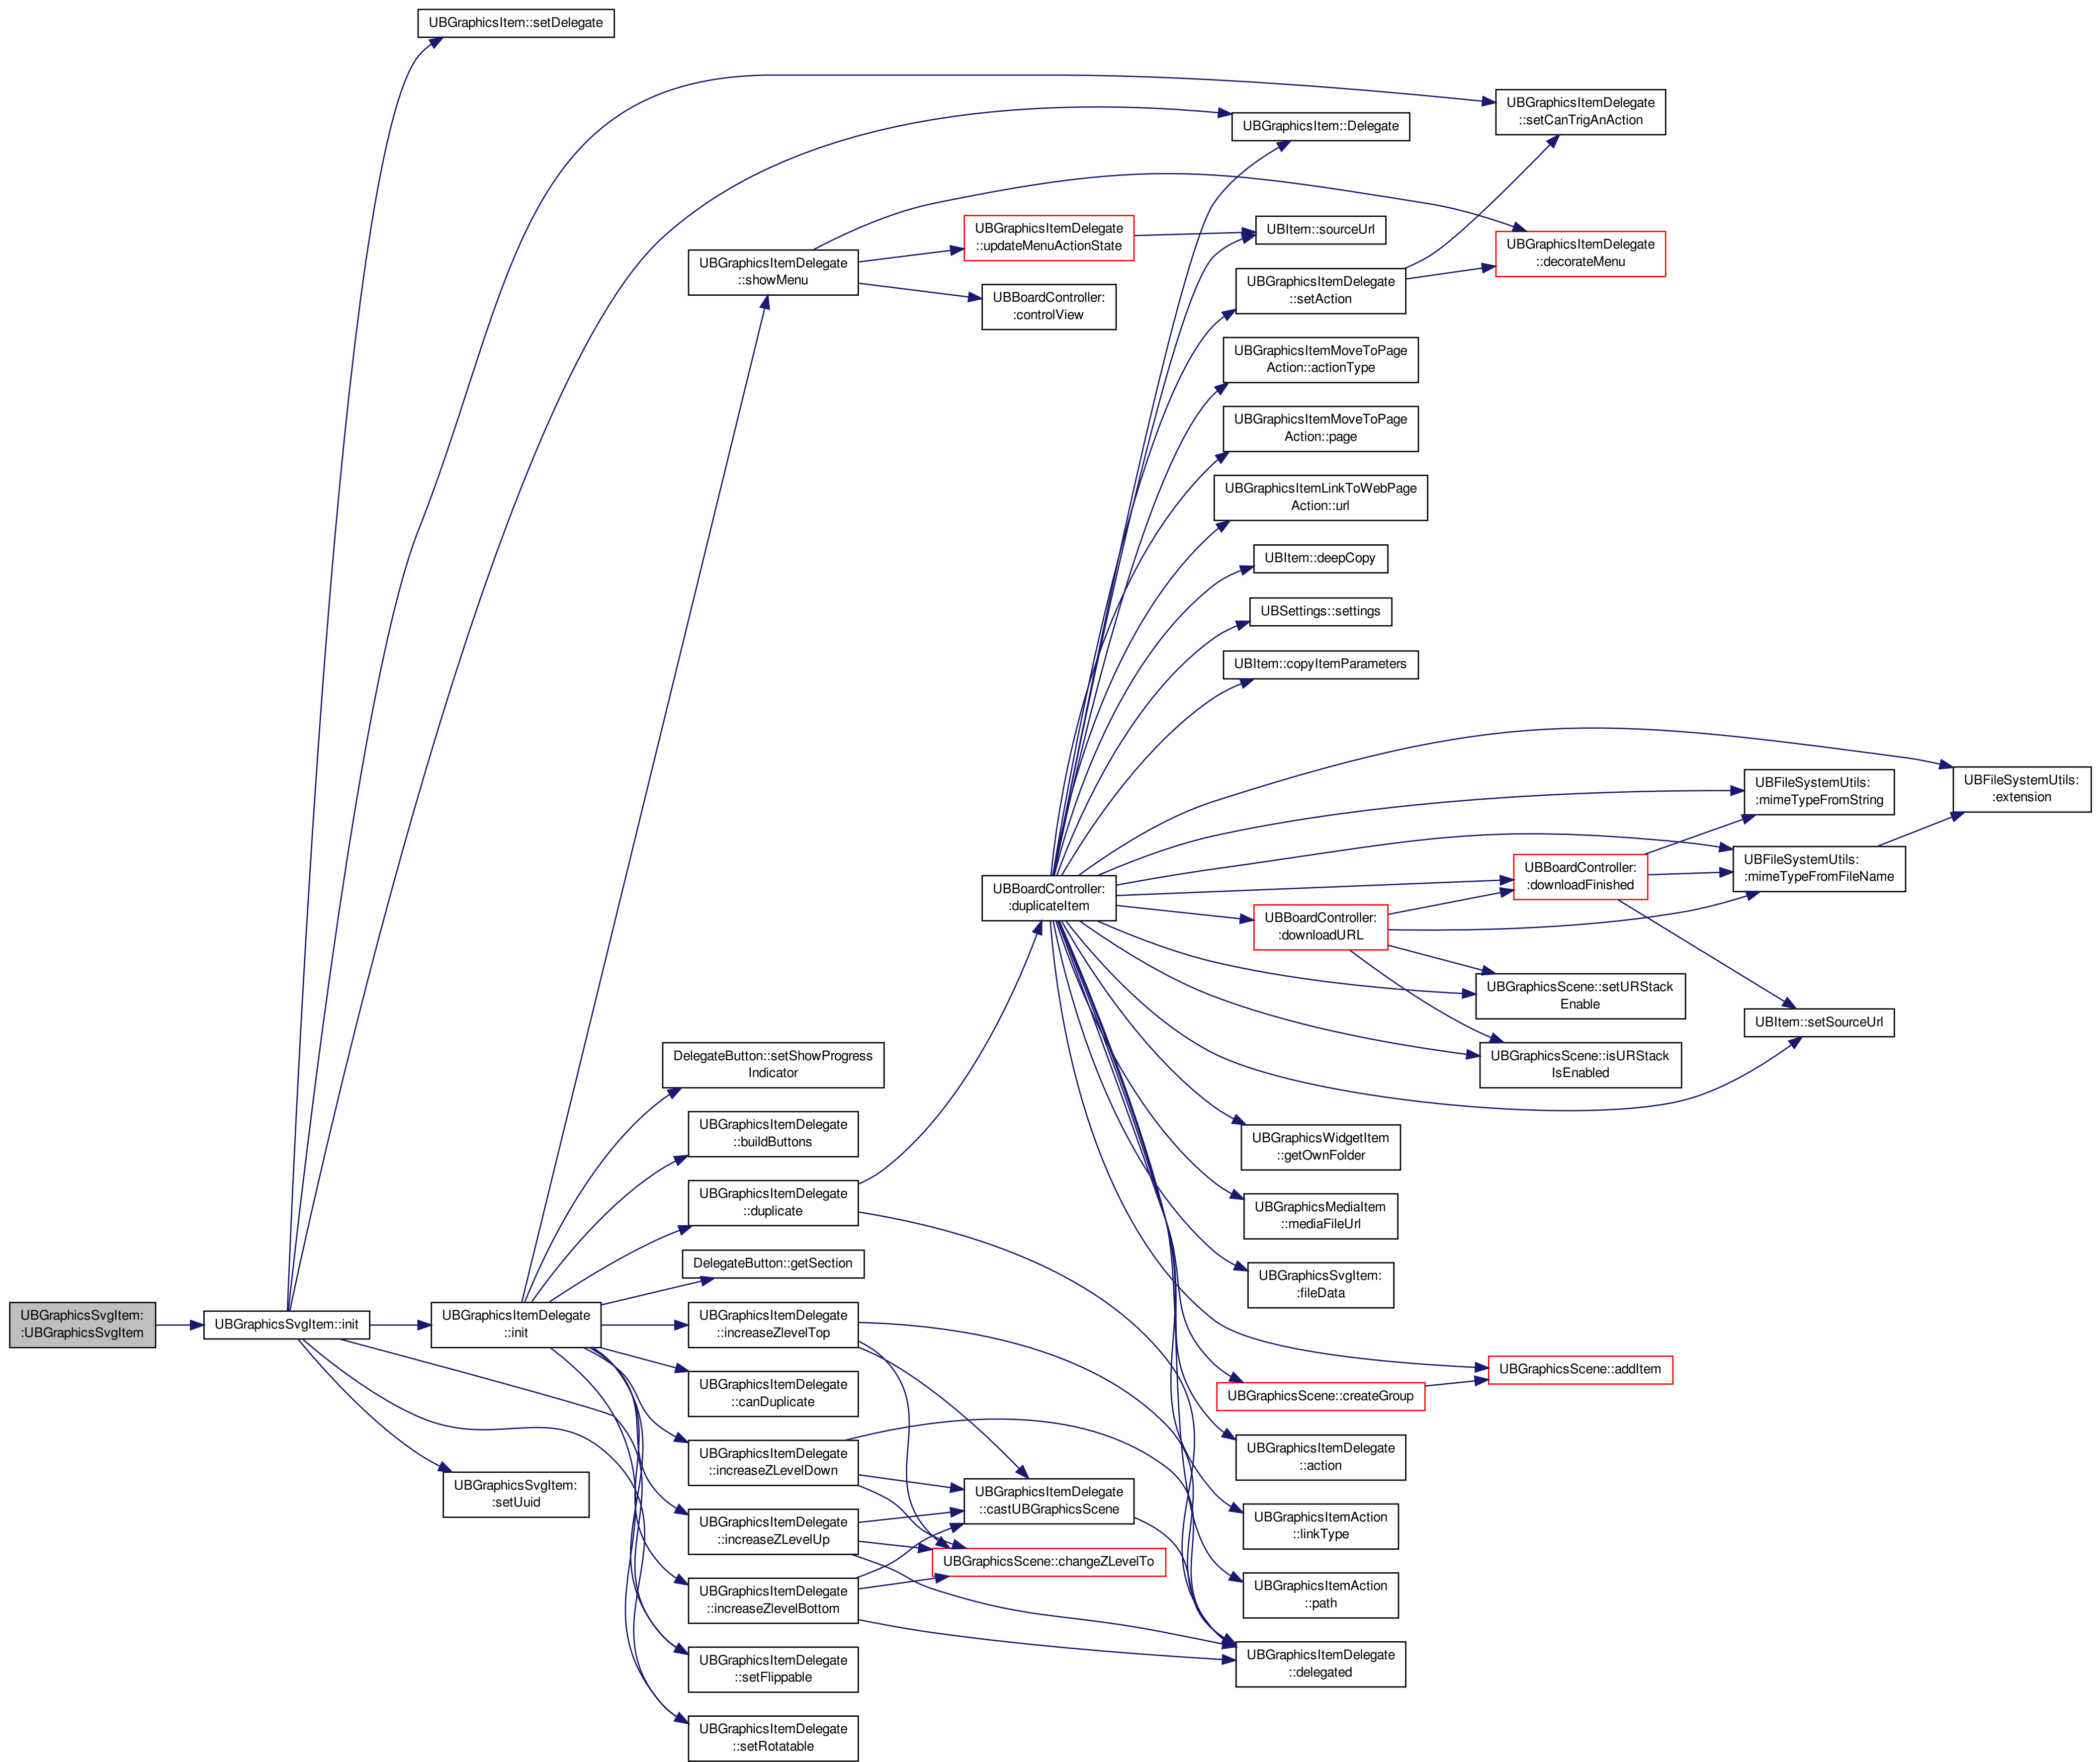 UBGraphicsItem::setDelegate
UBGraphicsItemDelegate
::setCanTrigAnAction
UBGraphicsItem::Delegate
UBGraphicsItemDelegate
::updateMenuActionState
UBItem::sourceUrl
UBGraphicsItemDelegate
::decorateMenu
UBGraphicsItemDelegate
::showMenu
UBBoardController:
:controlView
UBGraphicsItemDelegate
::setAction
UBGraphicsItemMoveToPage
Action::actionType
UBGraphicsItemMoveToPage
Action::page
UBGraphicsItemLinkToWebPage
Action::url
UBItem::deepCopy
UBSettings::settings
UBItem::copyItemParameters
UBFileSystemUtils:
:mimeTypeFromString
UBFileSystemUtils:
:extension
UBBoardController:
:duplicateItem
UBBoardController:
:downloadFinished
UBFileSystemUtils:
:mimeTypeFromFileName
UBBoardController:
:downloadURL
UBGraphicsScene::setURStack
Enable
UBItem::setSourceUrl
UBGraphicsScene::isURStack
IsEnabled
DelegateButton::setShowProgress
Indicator
UBGraphicsItemDelegate
::buildButtons
UBGraphicsWidgetItem
::getOwnFolder
UBGraphicsItemDelegate
::duplicate
UBGraphicsMediaItem
::mediaFileUrl
DelegateButton::getSection
UBGraphicsSvgItem:
:fileData
UBGraphicsSvgItem:
:UBGraphicsSvgItem
UBGraphicsSvgItem::init
UBGraphicsItemDelegate
::init
UBGraphicsItemDelegate
::increaseZlevelTop
UBGraphicsScene::addItem
UBGraphicsItemDelegate
::canDuplicate
UBGraphicsScene::createGroup
UBGraphicsItemDelegate
::increaseZLevelDown
UBGraphicsItemDelegate
::action
UBGraphicsSvgItem:
:setUuid
UBGraphicsItemDelegate
::castUBGraphicsScene
UBGraphicsItemDelegate
::increaseZLevelUp
UBGraphicsItemAction
::linkType
UBGraphicsScene::changeZLevelTo
UBGraphicsItemDelegate
::increaseZlevelBottom
UBGraphicsItemAction
::path
UBGraphicsItemDelegate
::setFlippable
UBGraphicsItemDelegate
::delegated
UBGraphicsItemDelegate
::setRotatable